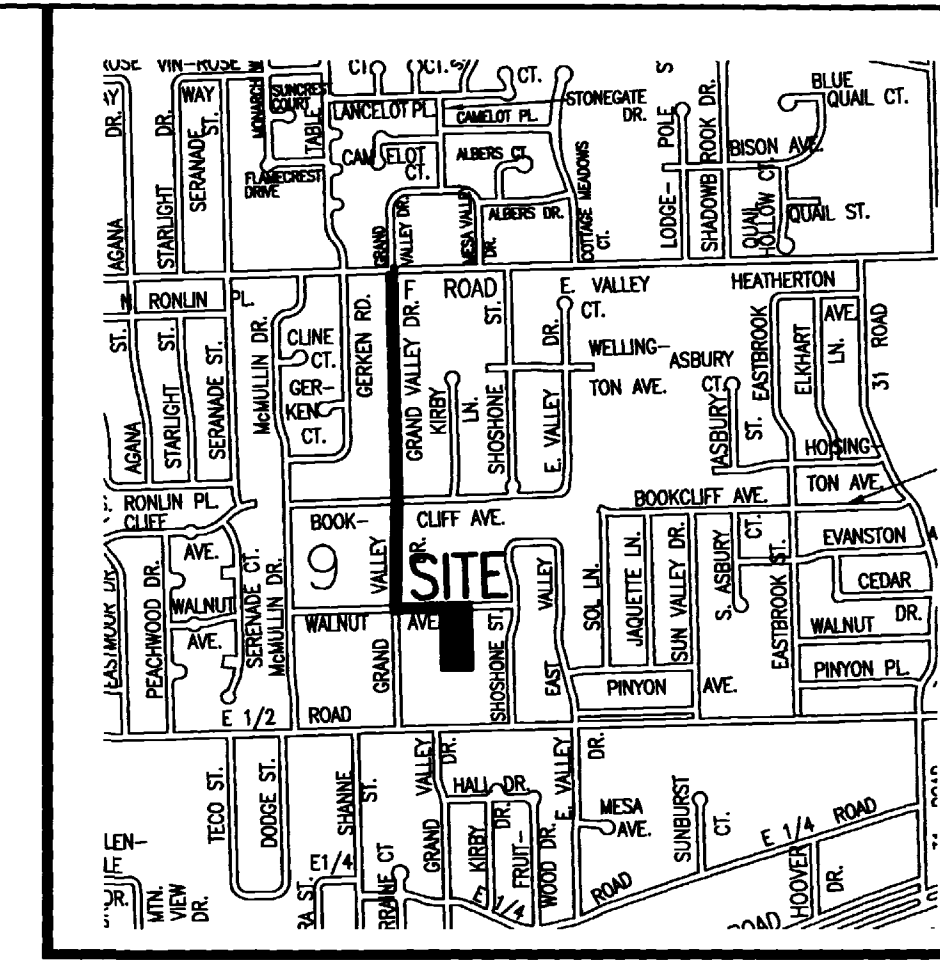 VIN-ROSE
CT.
CT.
CT.
BLUE
QUAIL CT.
WAY
SUNCREST
COURT
MONARCH
TABLE
LANCELOT PL.
CAMELOT PL.
STONEGATE
DR.
DR.
DR.
SERANADE
ST.
CAMELOT
CT.
ALBERS CT.
POLE
LODGE-
SHADOWBROOK DR.
BISON AVE.
FLAMECREST
DRIVE
AGANA
STARLIGHT
GRAND
VALLEY DR.
MESA VALLEY
DR.
ALBERS DR.
COTTAGE MEADOWS
CT.
QUAIL
HOLLOW CT.
QUAIL ST.
N RONLIN PL.
F ROAD
E. VALLEY
CT.
HEATHERTON
AVE.
ST.
ST.
SERANADE ST.
McMULLIN DR.
CLINE
CT.
GER-
KEN
CT.
GERKEN RD.
GRAND VALLEY DR.
KIRBY
LN.
ST.
SHOSHONE
DR.
E. VALLEY
WELLING-
TON AVE.
ASBURY
CT.
ASBURY
ST.
EASTBROOK
ELKHART
LN.
31 ROAD
AGANA
STARLIGHT
HOISING-
TON AVE.
S. RONLIN PL.
CLIFF
AVE.
BOOK-
CLIFF AVE.
BOOKCLIFF AVE.
EVANSTON
9
VALLEY
DR.
SITE
CEDAR
DR.
EASTMOOR DR.
PEACHWOOD DR.
WALNUT
AVE.
SERENADE CT.
McMULLIN DR.
WALNUT
AVE.
GRAND
SHOSHONE ST.
VALLEY
EAST
SOL LN.
JAQUETTE LN.
SUN VALLEY DR.
S. ASBURY
CT.
EASTBROOK ST.
WALNUT
PINYON PL.
PINYON AVE.
E 1/2 ROAD
TECO ST.
DODGE ST.
SHANNE
ST.
VALLEY
DR.
GRAND
HALL DR.
KIRBY
DR.
FRUIT-
WOOD DR.
E. VALLEY
DR.
MESA
AVE.
SUNBURST
CT.
E 1/4 ROAD
E1/4
CT
E 1/4
ROAD
HOOVER
DR.
MTN.
VIEW
DR.